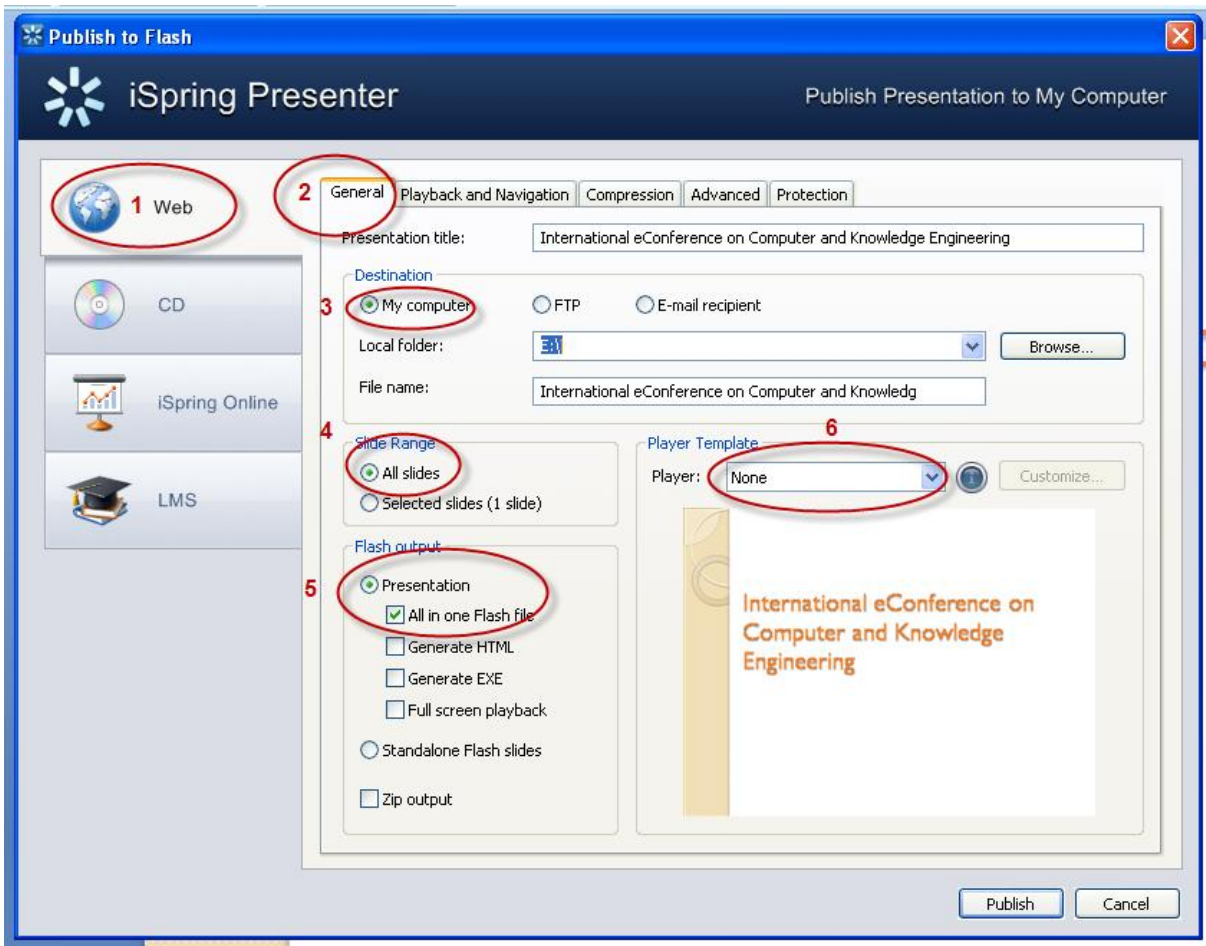 Publish to Flash
iSpring Presenter
Publish Presentation to My Computer
1 Web
CD
iSpring Online
LMS
2 General Playback and Navigation Compression Advanced Protection
Presentation title: International eConference on Computer and Knowledge Engineering
Destination
3 My computer FTP E-mail recipient
Local folder: E:\ Browse...
File name: International eConference on Computer and Knowledg
4
Slide Range
All slides
Selected slides (1 slide)
Flash output
5 Presentation
All in one Flash file
Generate HTML
Generate EXE
Full screen playback
Standalone Flash slides
Zip output
6
Player Template
Player: None Customize...
International eConference on
Computer and Knowledge
Engineering
Publish Cancel